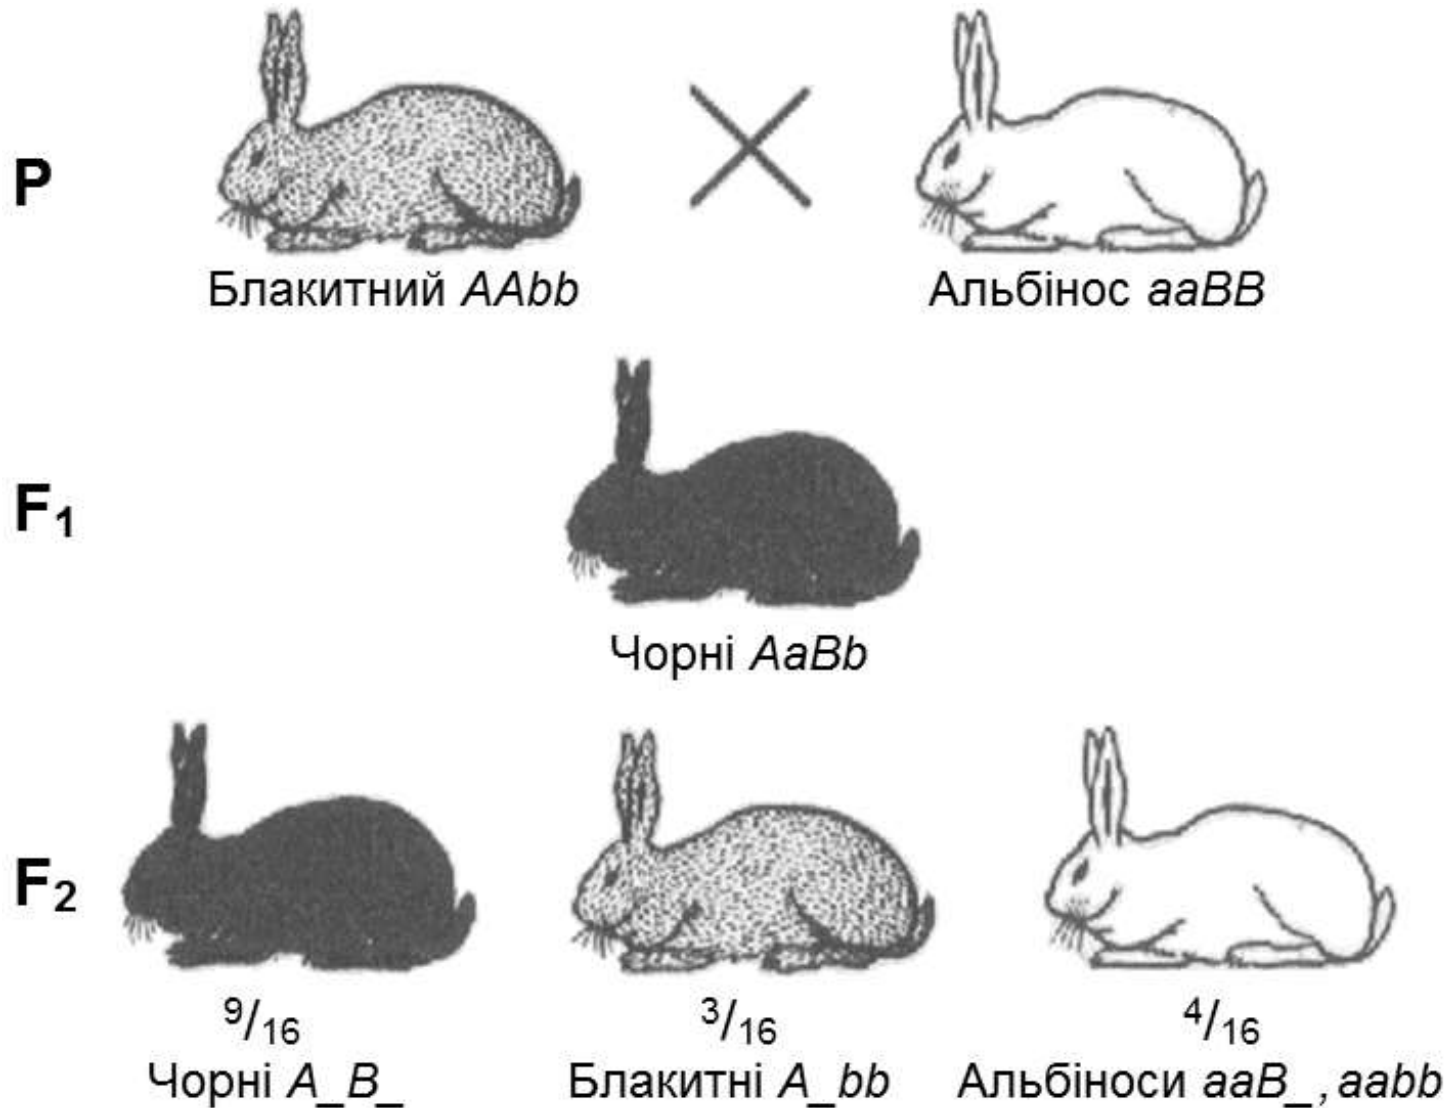 P
Блакитний AAbb
Альбінос aaBB
F₁
Чорні AaBb
F₂
⁹/₁₆
³/₁₆
⁴/₁₆
Чорні A_B_
Блакитні A_bb
Альбіноси aaB_, aabb